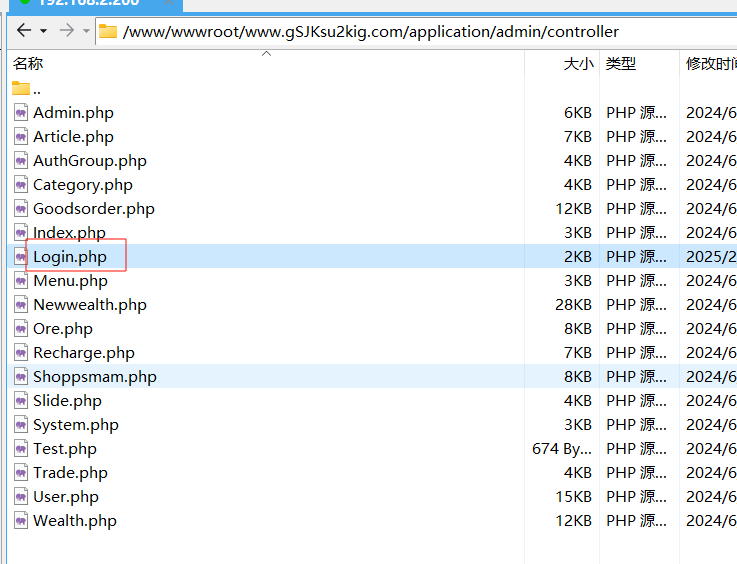 192.168.2.200
/www/wwwroot/www.gSJKsu2kig.com/application/admin/controller
名称 大小 类型 修改时间
..
Admin.php 6KB PHP 源... 2024/6
Article.php 7KB PHP 源... 2024/6
AuthGroup.php 4KB PHP 源... 2024/6
Category.php 4KB PHP 源... 2024/6
Goodsorder.php 12KB PHP 源... 2024/6
Index.php 3KB PHP 源... 2024/6
Login.php 2KB PHP 源... 2025/2
Menu.php 3KB PHP 源... 2024/6
Newwealth.php 28KB PHP 源... 2024/6
Ore.php 8KB PHP 源... 2024/6
Recharge.php 7KB PHP 源... 2024/6
Shoppsmam.php 8KB PHP 源... 2024/6
Slide.php 4KB PHP 源... 2024/6
System.php 3KB PHP 源... 2024/6
Test.php 674 By... PHP 源... 2024/6
Trade.php 4KB PHP 源... 2024/6
User.php 15KB PHP 源... 2024/6
Wealth.php 12KB PHP 源... 2024/6